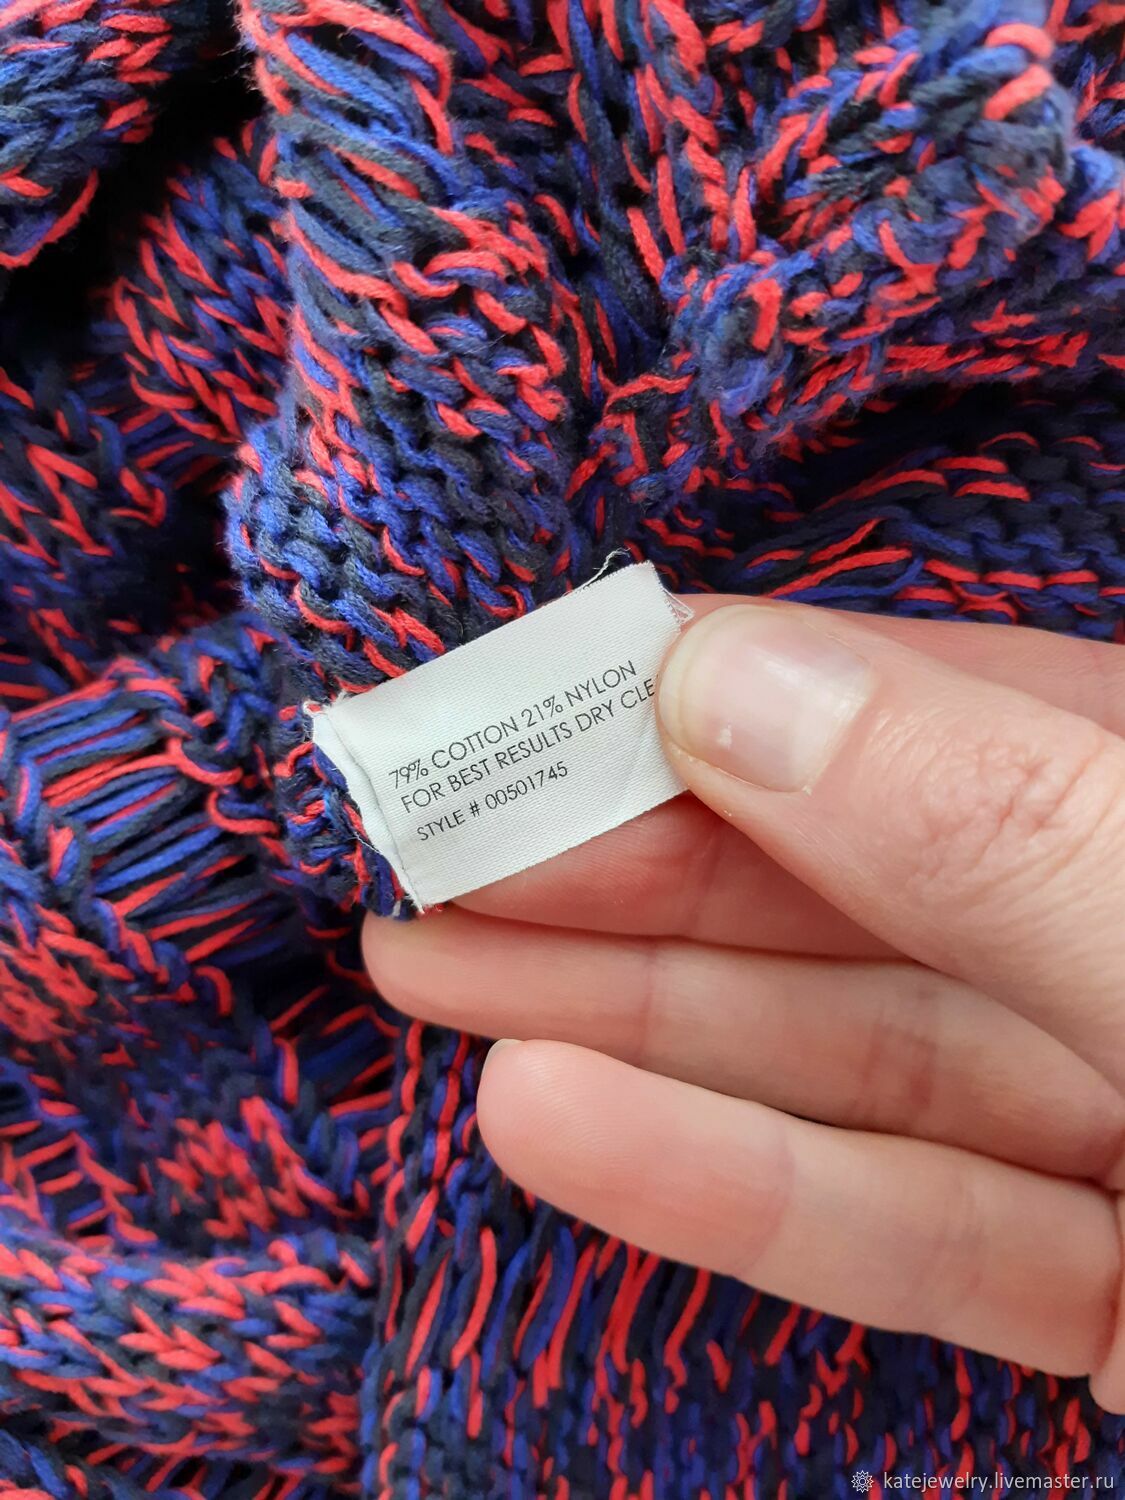 79% COTTON 21% NYLON
FOR BEST RESULTS DRY CLE
STYLE # 00501745
katejewelry.livemaster.ru